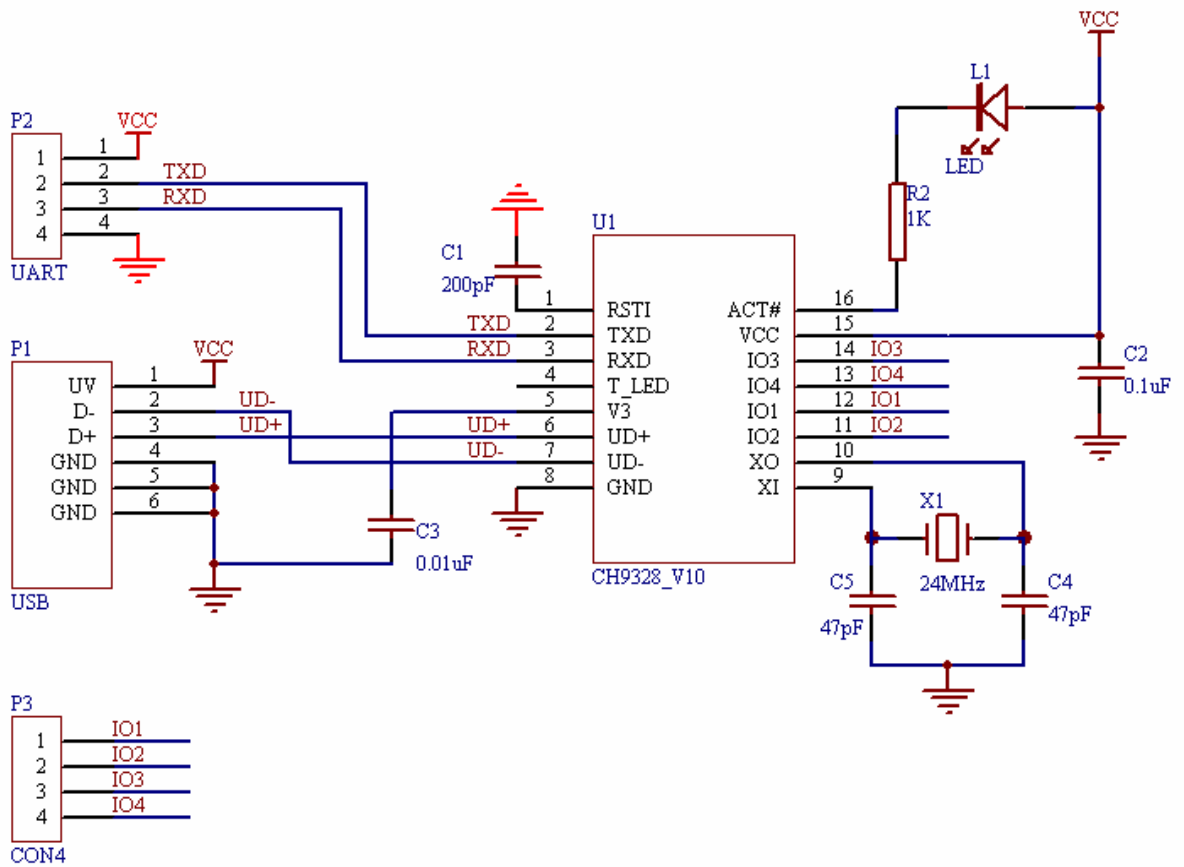 VCC
L1
LED
R2
1K
P2
VCC
1 1
2 2 TXD
3 3 RXD
4 4
UART
C1
200pF
U1
1 RSTI
TXD 2 TXD
RXD 3 RXD
4 T_LED
5 V3
UD+ 6 UD+
UD- 7 UD-
8 GND
ACT# 16
VCC 15
IO3 14 IO3
IO4 13 IO4
IO1 12 IO1
IO2 11 IO2
XO 10
XI 9
CH9328_V10
C2
0.1uF
P1
VCC
UV 1
D- 2 UD-
D+ 3 UD+
GND 4
GND 5
GND 6
USB
C3
0.01uF
X1
24MHz
C5
47pF
C4
47pF
P3
1 IO1
2 IO2
3 IO3
4 IO4
CON4